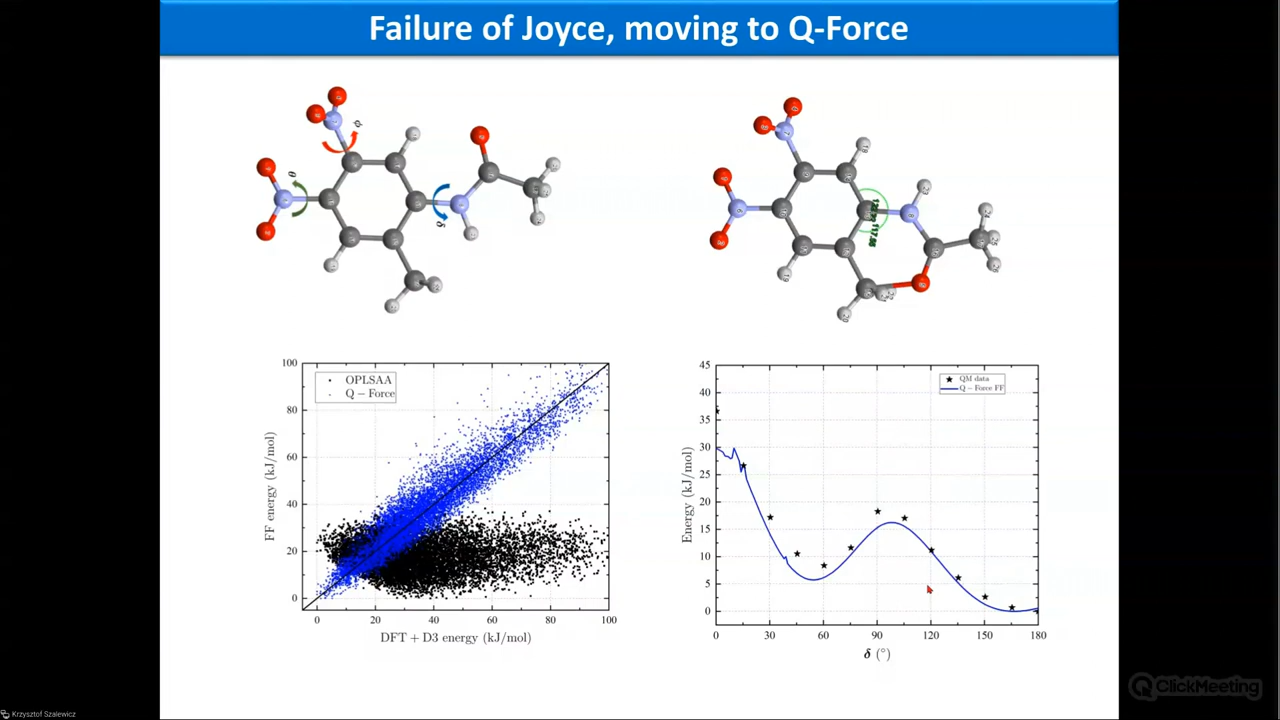 Failure of Joyce, moving to Q-Force
ϕ
θ
δ
117.55
100
80
60
40
20
0
FF energy (kJ/mol)
OPLSAA
Q − Force
0 20 40 60 80 100
DFT + D3 energy (kJ/mol)
45
40
35
30
25
20
15
10
5
0
Energy (kJ/mol)
QM data
Q − Force FF
0 30 60 90 120 150 180
δ (°)
ClickMeeting
Krzysztof Szalewicz